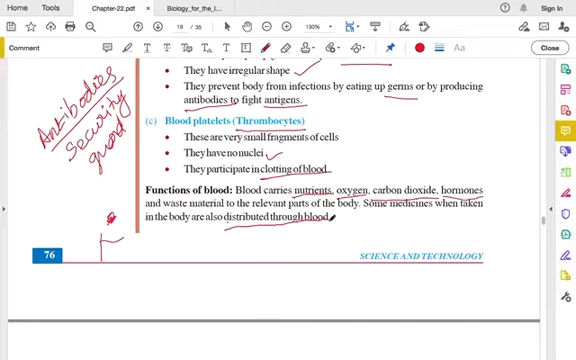 Home Tools Chapter-22.pdf × Biology_for_the_I... Sign In
19 / 35 130%
Comment Close
They have irregular shape
They prevent body from infections by eating up germs or by producing
antibodies to fight antigens.
(c) Blood platelets (Thrombocytes)
These are very small fragments of cells
They have no nuclei
They participate in clotting of blood
Functions of blood: Blood carries nutrients, oxygen, carbon dioxide, hormones
and waste material to the relevant parts of the body. Some medicines when taken
in the body are also distributed through blood.
76 SCIENCE AND TECHNOLOGY
Antibodies
Security
guard